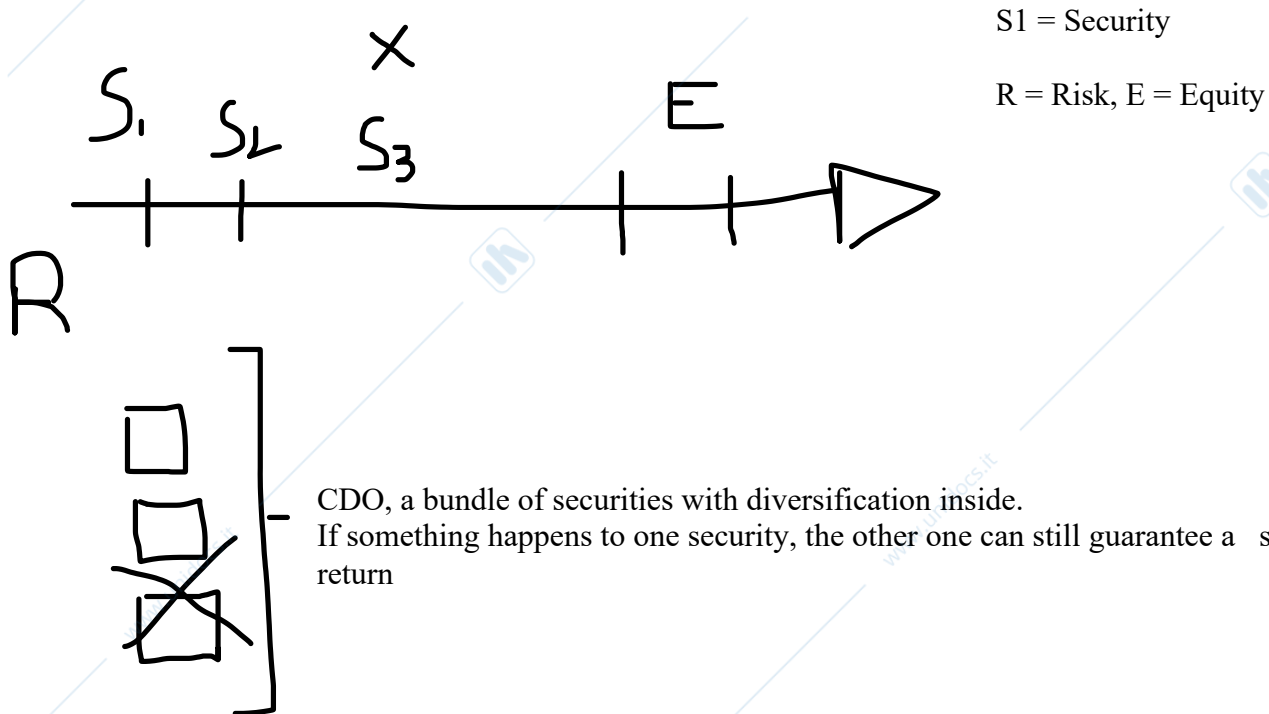 S1 = Security
R = Risk, E = Equity
X
S1
S2
S3
E
R
CDO, a bundle of securities with diversification inside.
If something happens to one security, the other one can still guarantee a s
return